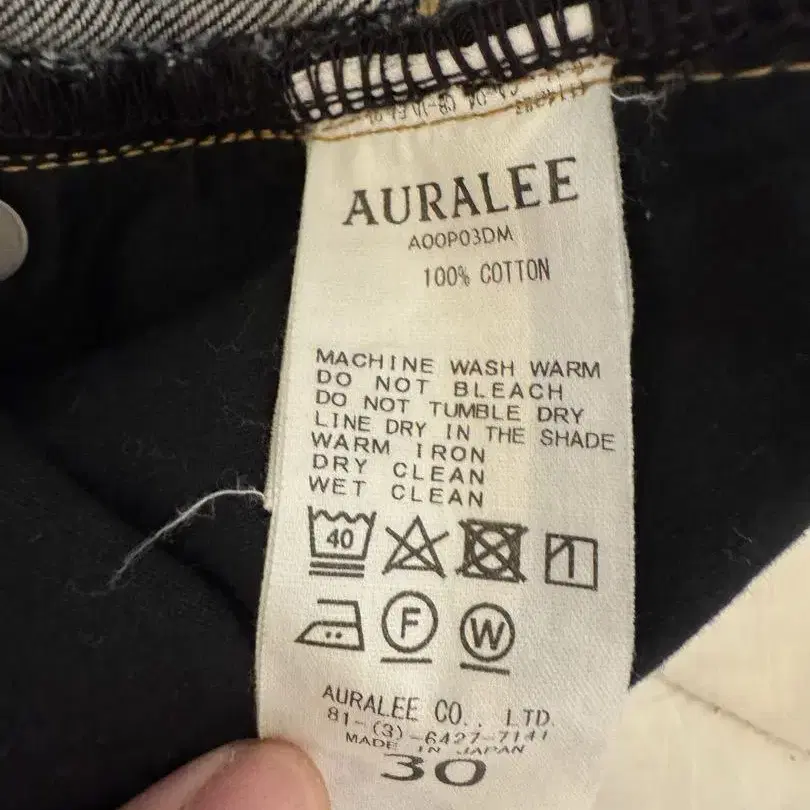 AURALEE
A00P03DM
100% COTTON
MACHINE WASH WARM
DO NOT BLEACH
DO NOT TUMBLE DRY
LINE DRY IN THE SHADE
WARM IRON
DRY CLEAN
WET CLEAN
40
F
W
AURALEE CO., LTD.
81-(3)-6427-7141
MADE IN JAPAN
30